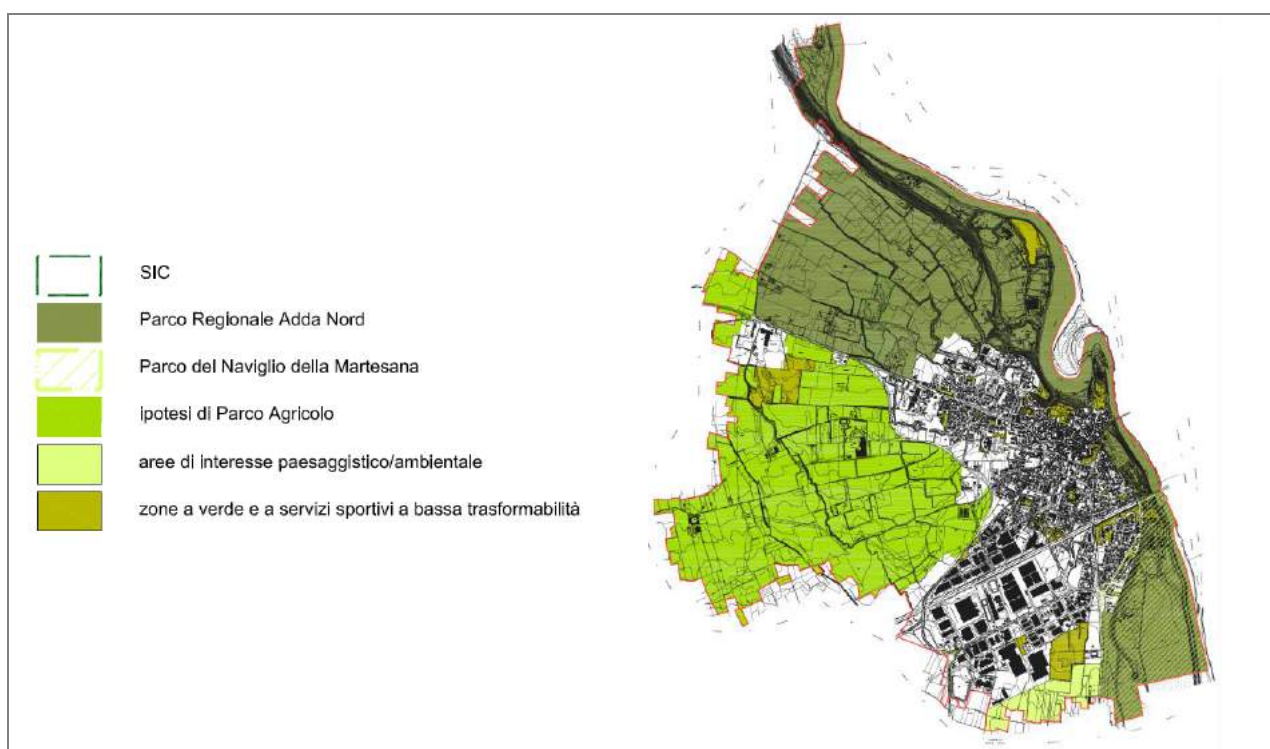 SIC
Parco Regionale Adda Nord
Parco del Naviglio della Martesana
ipotesi di Parco Agricolo
aree di interesse paesaggistico/ambientale
zone a verde e a servizi sportivi a bassa trasformabilità